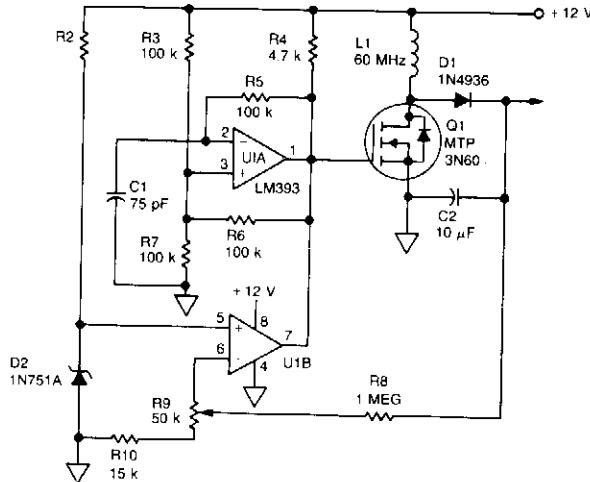 + 12 V
R2
R3
100 k
R4
4.7 k
L1
60 MHz
D1
1N4936
R5
100 k
Q1
MTP
3N60
2
−
UIA
1
3
+
LM393
C1
75 pF
R6
100 k
C2
10 μF
R7
100 k
+ 12 V
5
+
8
7
6
-
4
U1B
D2
1N751A
R9
50 k
R8
1 MEG
R10
15 k